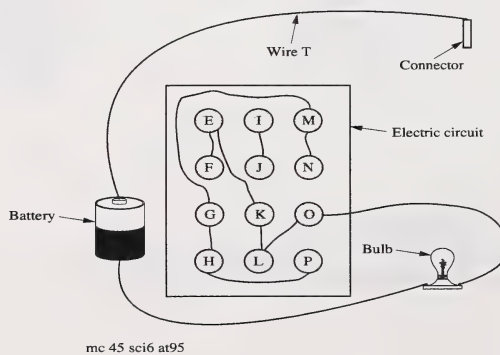 Wire T
Connector
E I M
Electric circuit
F J N
Battery
G K O
Bulb
H L P
mc 45 sci6 at95